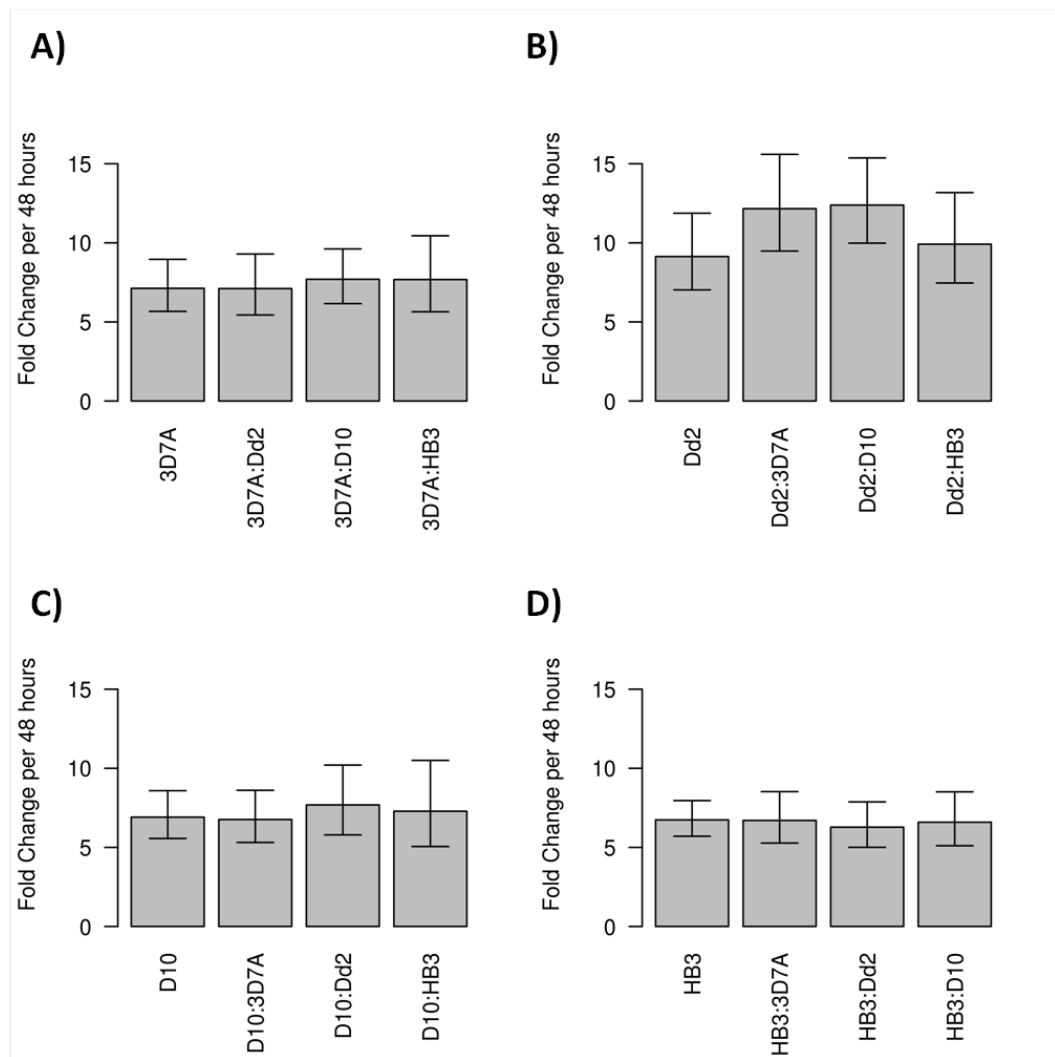 A)
Fold Change per 48 hours
15
10
5
0
3D7A
3D7A:Dd2
3D7A:D10
3D7A:HB3
B)
Fold Change per 48 hours
15
10
5
0
Dd2
Dd2:3D7A
Dd2:D10
Dd2:HB3
C)
Fold Change per 48 hours
15
10
5
0
D10
D10:3D7A
D10:Dd2
D10:HB3
D)
Fold Change per 48 hours
15
10
5
0
HB3
HB3:3D7A
HB3:Dd2
HB3:D10